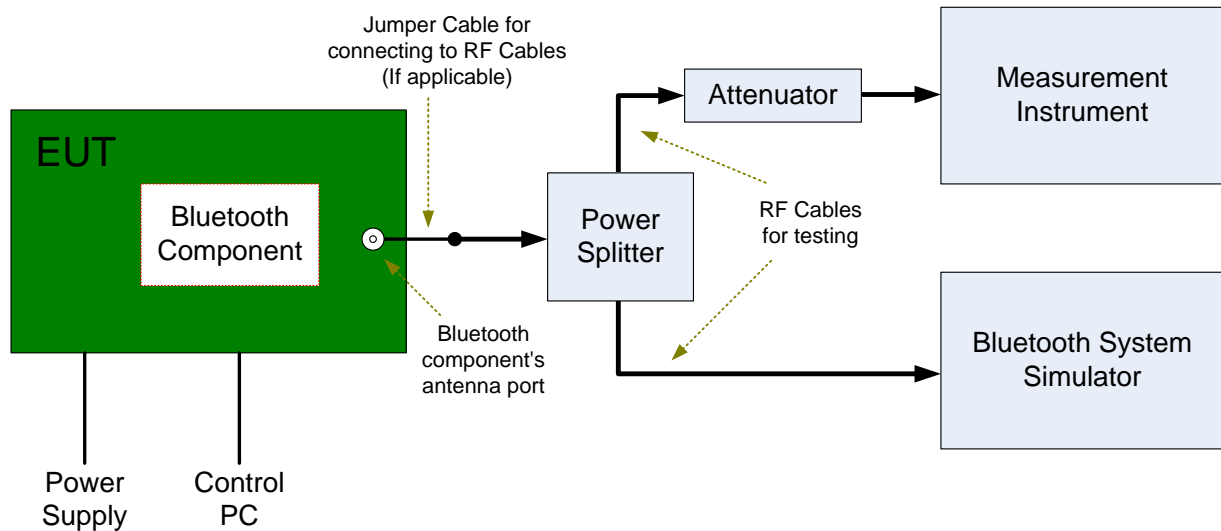 Jumper Cable for
connecting to RF Cables
(If applicable)
EUT
Bluetooth
Component
Bluetooth
component's
antenna port
Power
Supply
Control
PC
Power
Splitter
Attenuator
RF Cables
for testing
Measurement
Instrument
Bluetooth System
Simulator